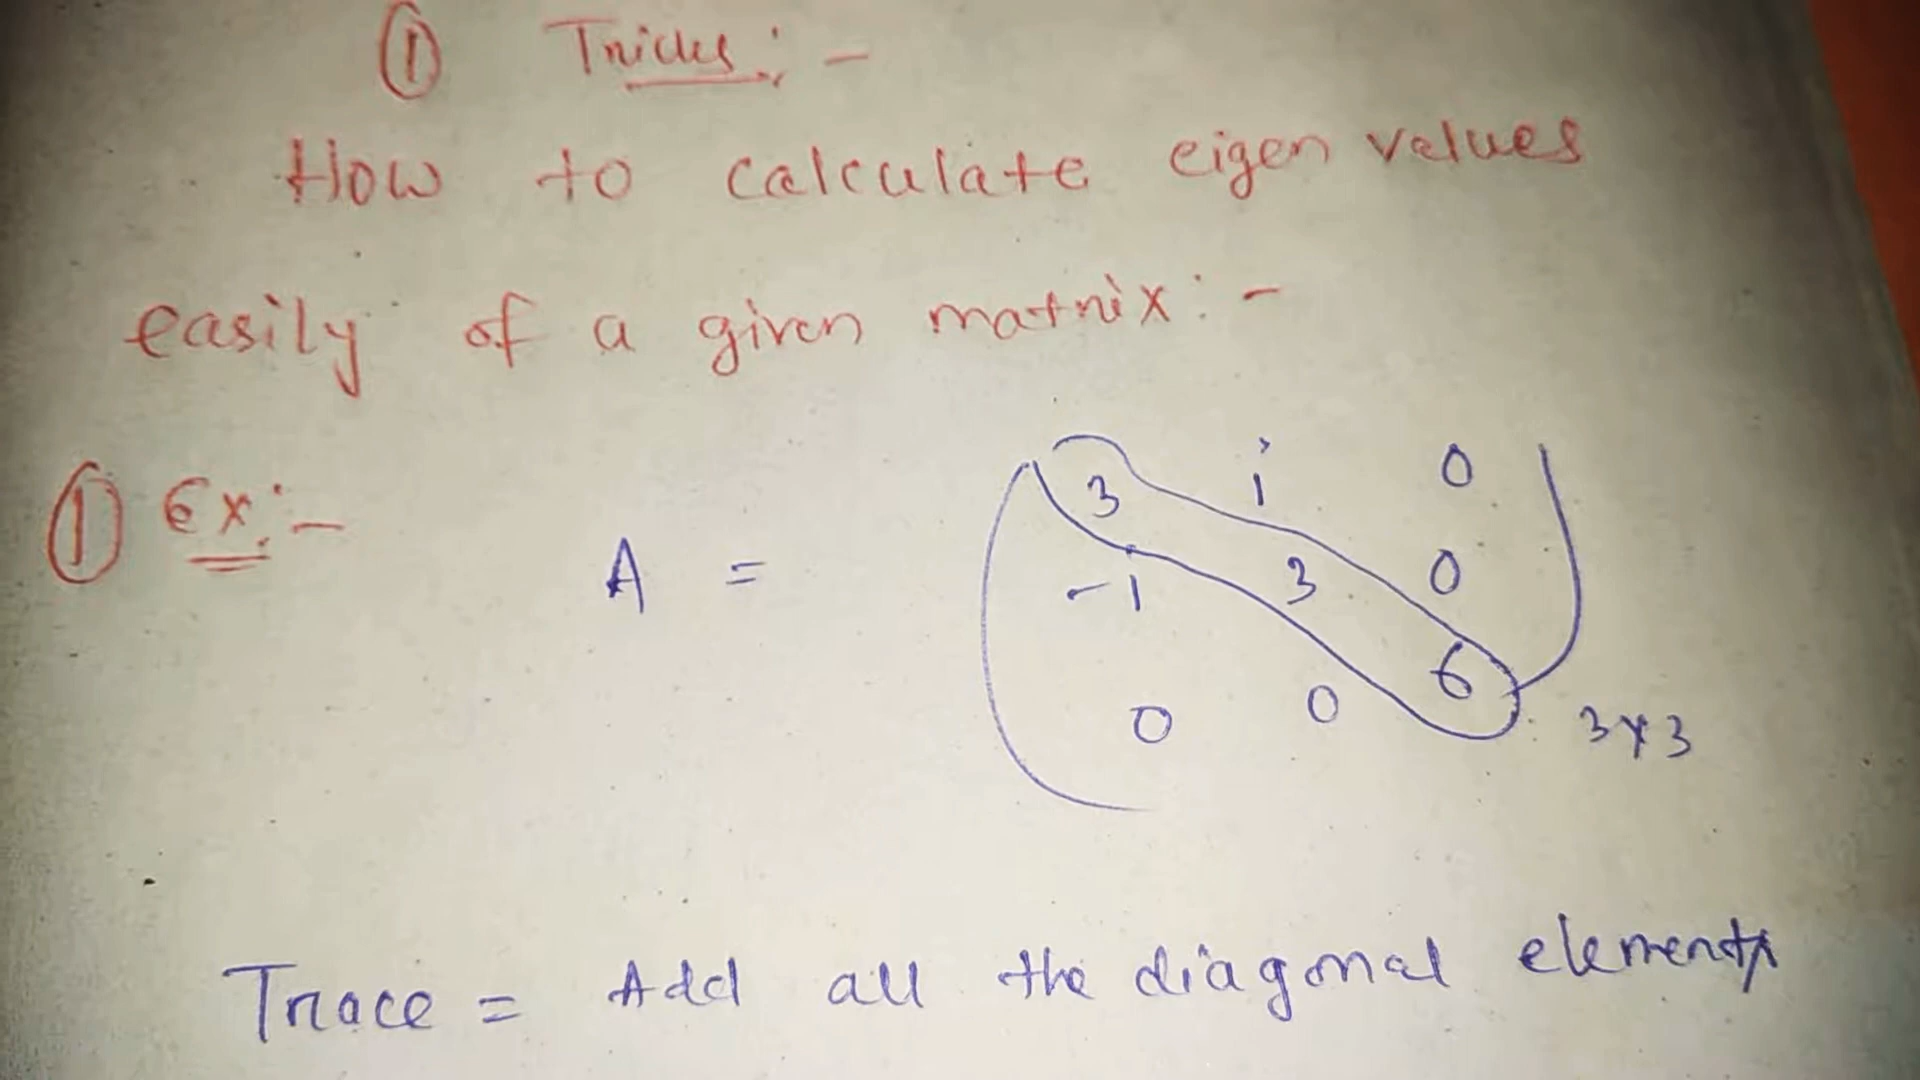 ① Tricks:-
How to calculate eigen values
easily of a given matrix:-
① Ex:-
A =
3 1 0
-1 3 0
0 0 6
3×3
Trace = Add all the diagonal elements